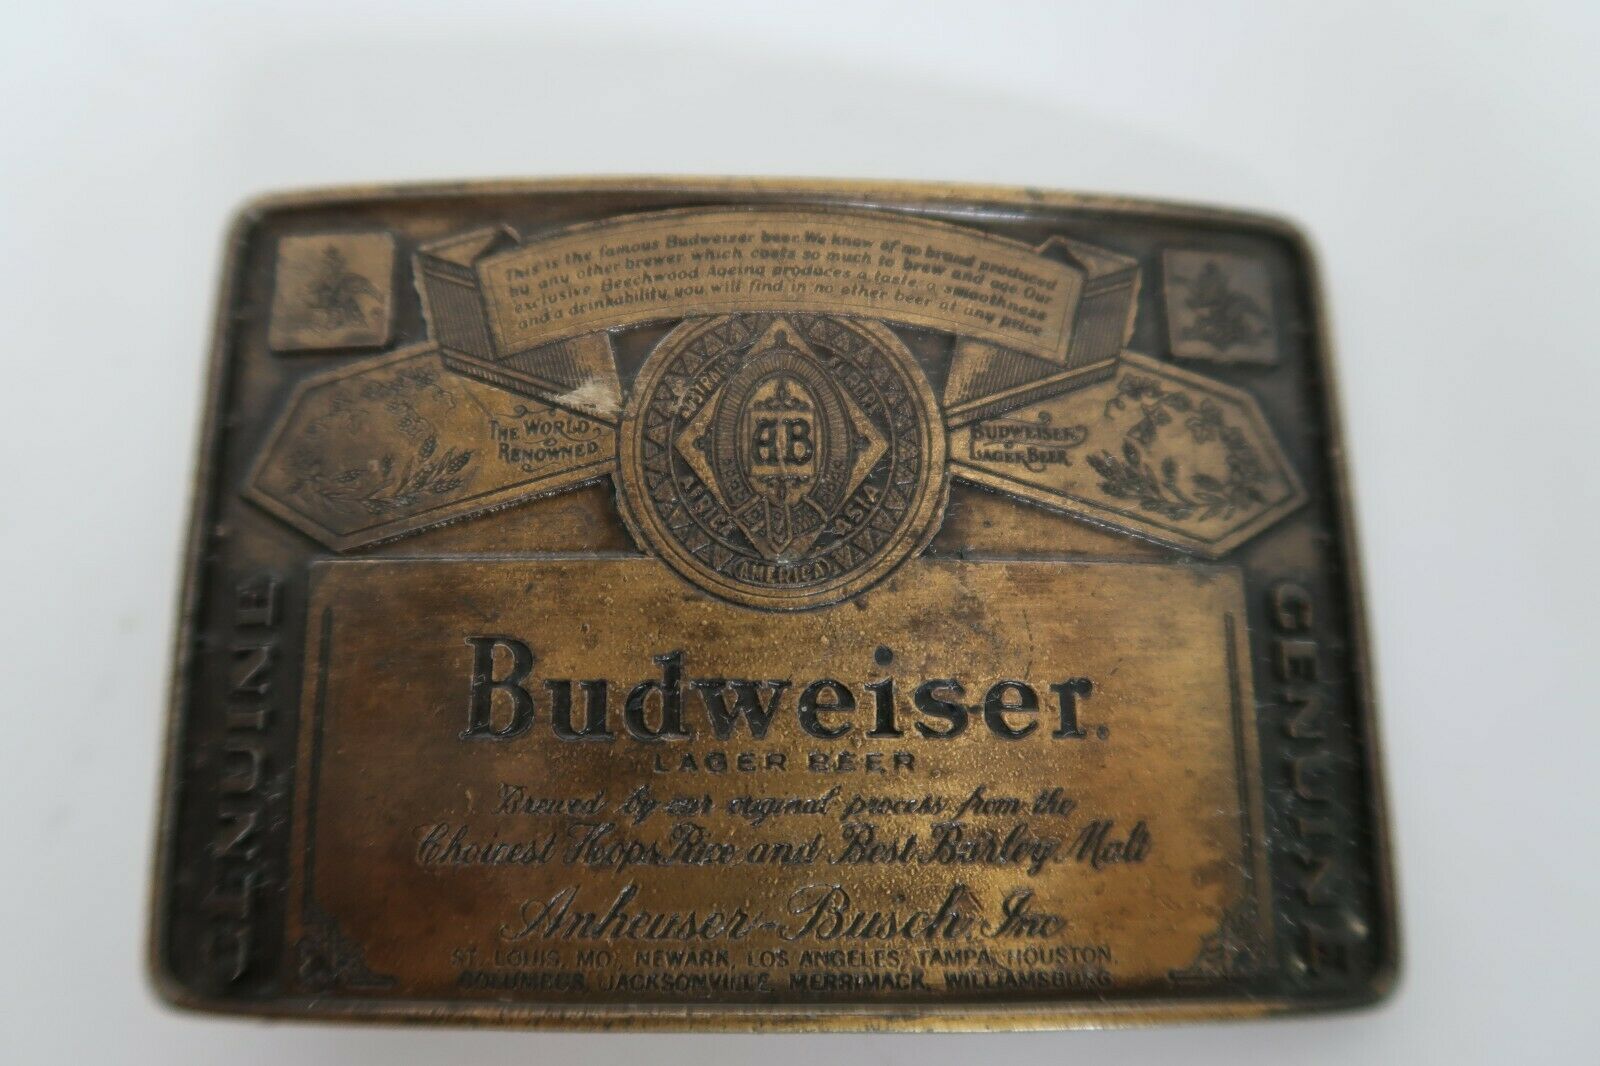 This is the famous Budweiser beer. We know of no brand produced
by any other brewer which costs so much to brew and age. Our
exclusive Beechwood Ageing produces a taste, a smoothness
and a drinkability you will find in no other beer at any price
THE WORLD
RENOWNED
BUDWEISER
LAGER BEER
EUROPE
AB
AFRICA
ASIA
AMERICA
GENUINE
GENUINE
Budweiser.
LAGER BEER
Brewed by our original process from the
Choicest Hops, Rice and Best Barley Malt
Anheuser-Busch, Inc.
ST. LOUIS, MO. NEWARK, LOS ANGELES, TAMPA, HOUSTON,
COLUMBUS, JACKSONVILLE, MERRIMACK, WILLIAMSBURG